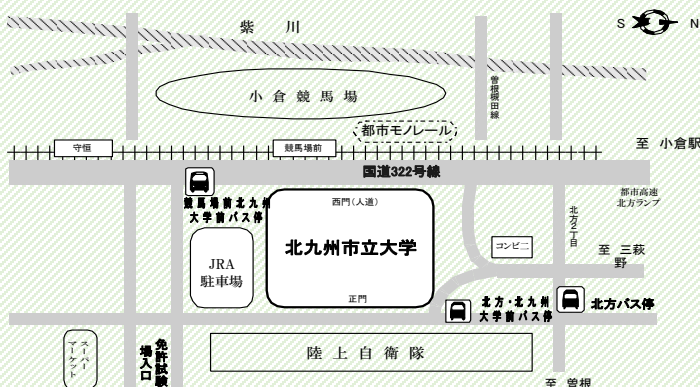 紫川
S
N
小倉競馬場
曽根槻田線
都市モノレール
至 小倉駅
守恒
競馬場前
国道322号線
都市高速
北方ランプ
競馬場前北九州
大学前バス停
西門(人道)
北九州市立大学
正門
JRA
駐車場
北方2丁目
コンビニ
至 三萩
野
北方・北九州
大学前バス停
北方バス停
スーパー
マーケット
免許試験
場入口
陸上自衛隊
至 曽根